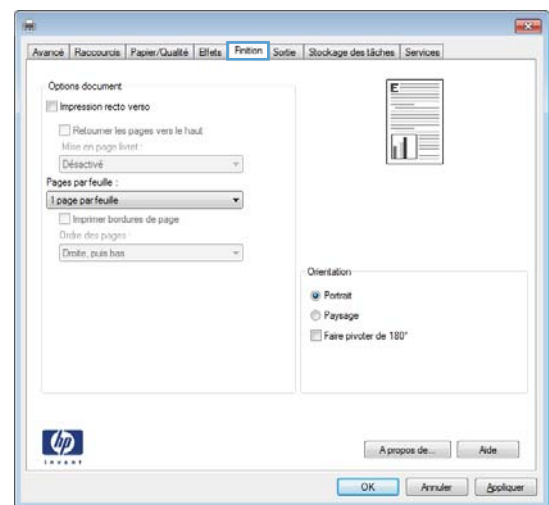 Avancé Raccourcis Papier/Qualité Effets Finition Sortie Stockage des tâches Services
Options document
Impression recto verso
Retourner les pages vers le haut
Mise en page livret :
Désactivé
Pages par feuille :
1 page par feuille
Imprimer bordures de page
Ordre des pages :
Droite, puis bas
E
Orientation
Portrait
Paysage
Faire pivoter de 180°
hp
invent
A propos de... Aide
OK Annuler Appliquer